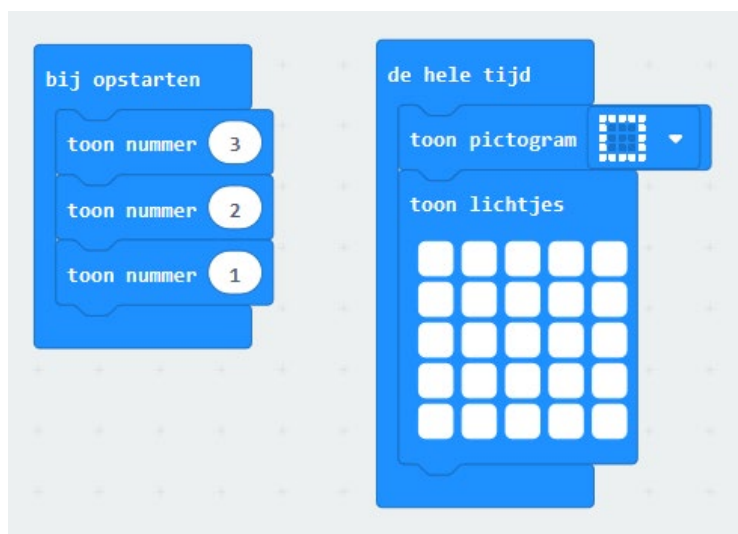 bij opstarten
toon nummer 3
toon nummer 2
toon nummer 1
de hele tijd
toon pictogram
toon lichtjes